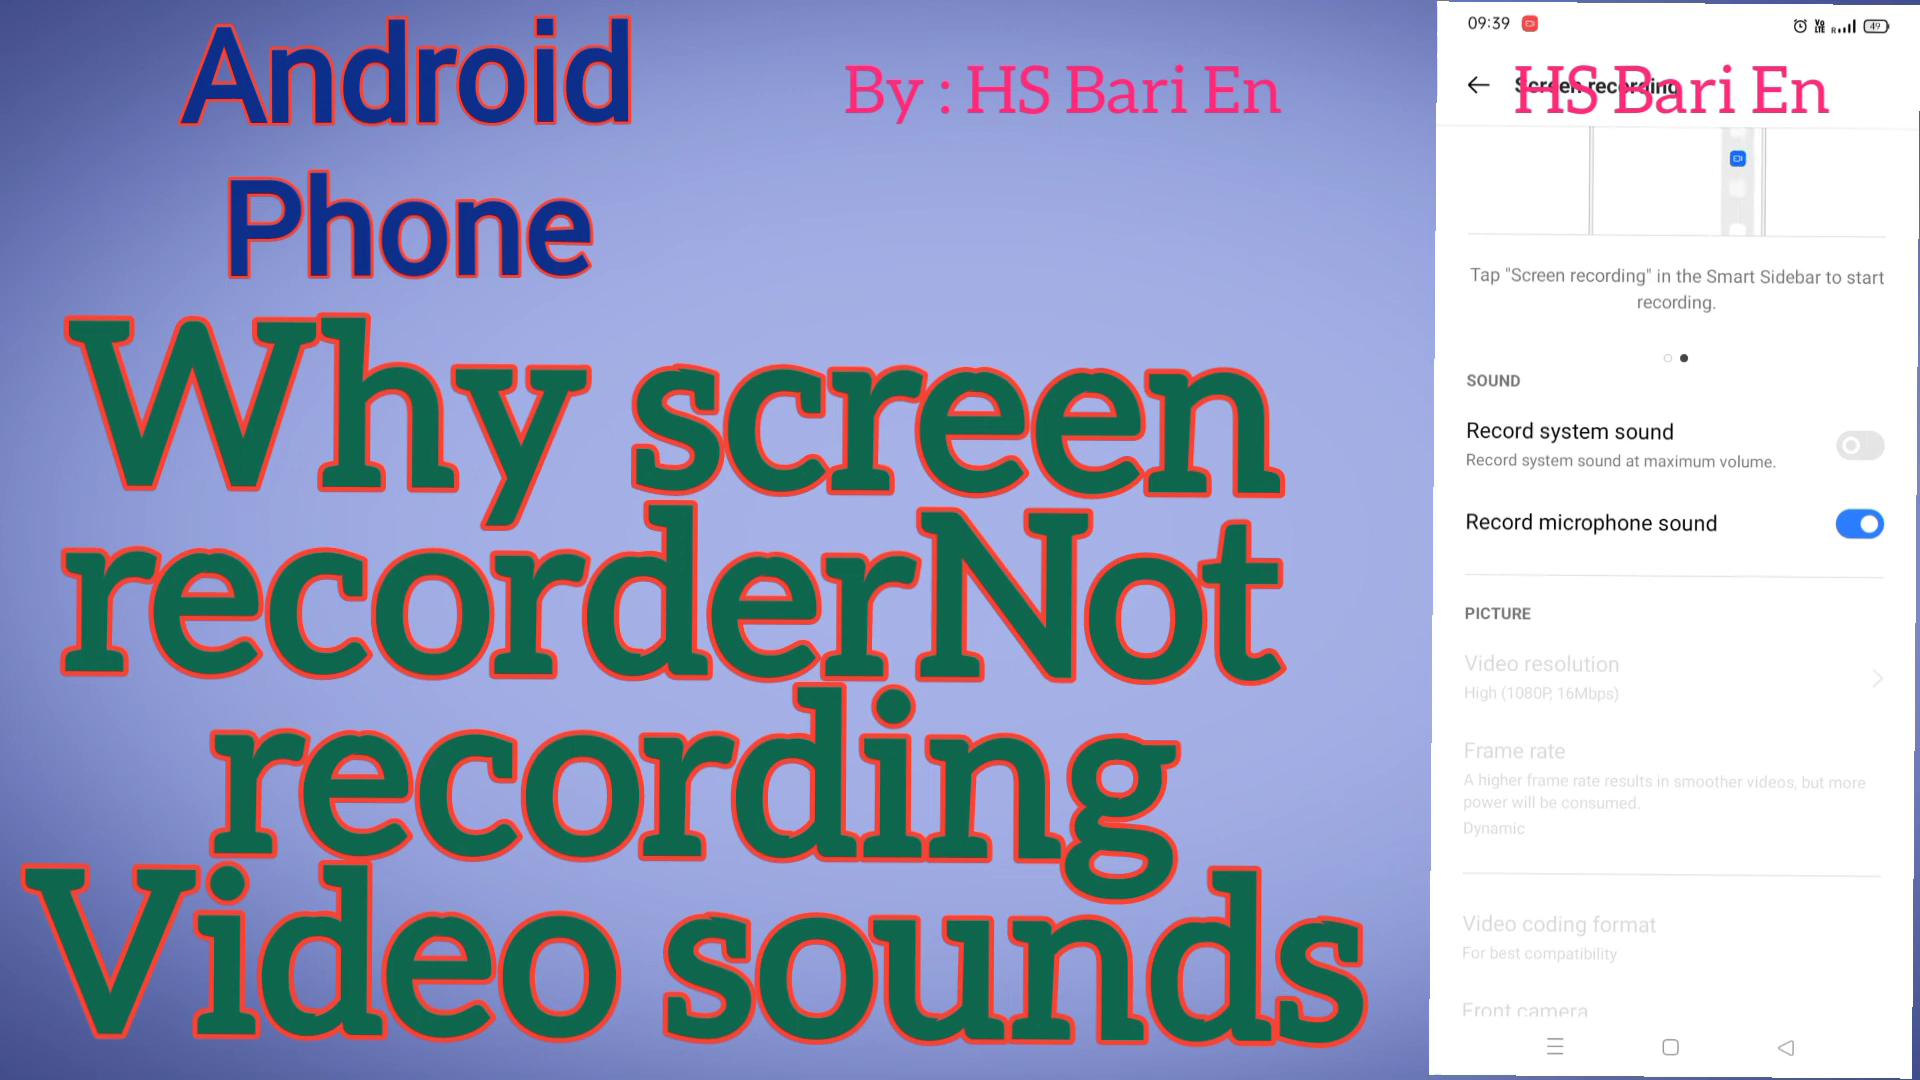 Android
Phone
By : HS Bari En
Why screen
recorderNot
recording
Video sounds
09:39
49
Screen recording
HS Bari En
Tap "Screen recording" in the Smart Sidebar to start
recording.
SOUND
Record system sound
Record system sound at maximum volume.
Record microphone sound
PICTURE
Video resolution
High (1080P, 16Mbps)
Frame rate
A higher frame rate results in smoother videos, but more
power will be consumed.
Dynamic
Video coding format
For best compatibility
Front camera